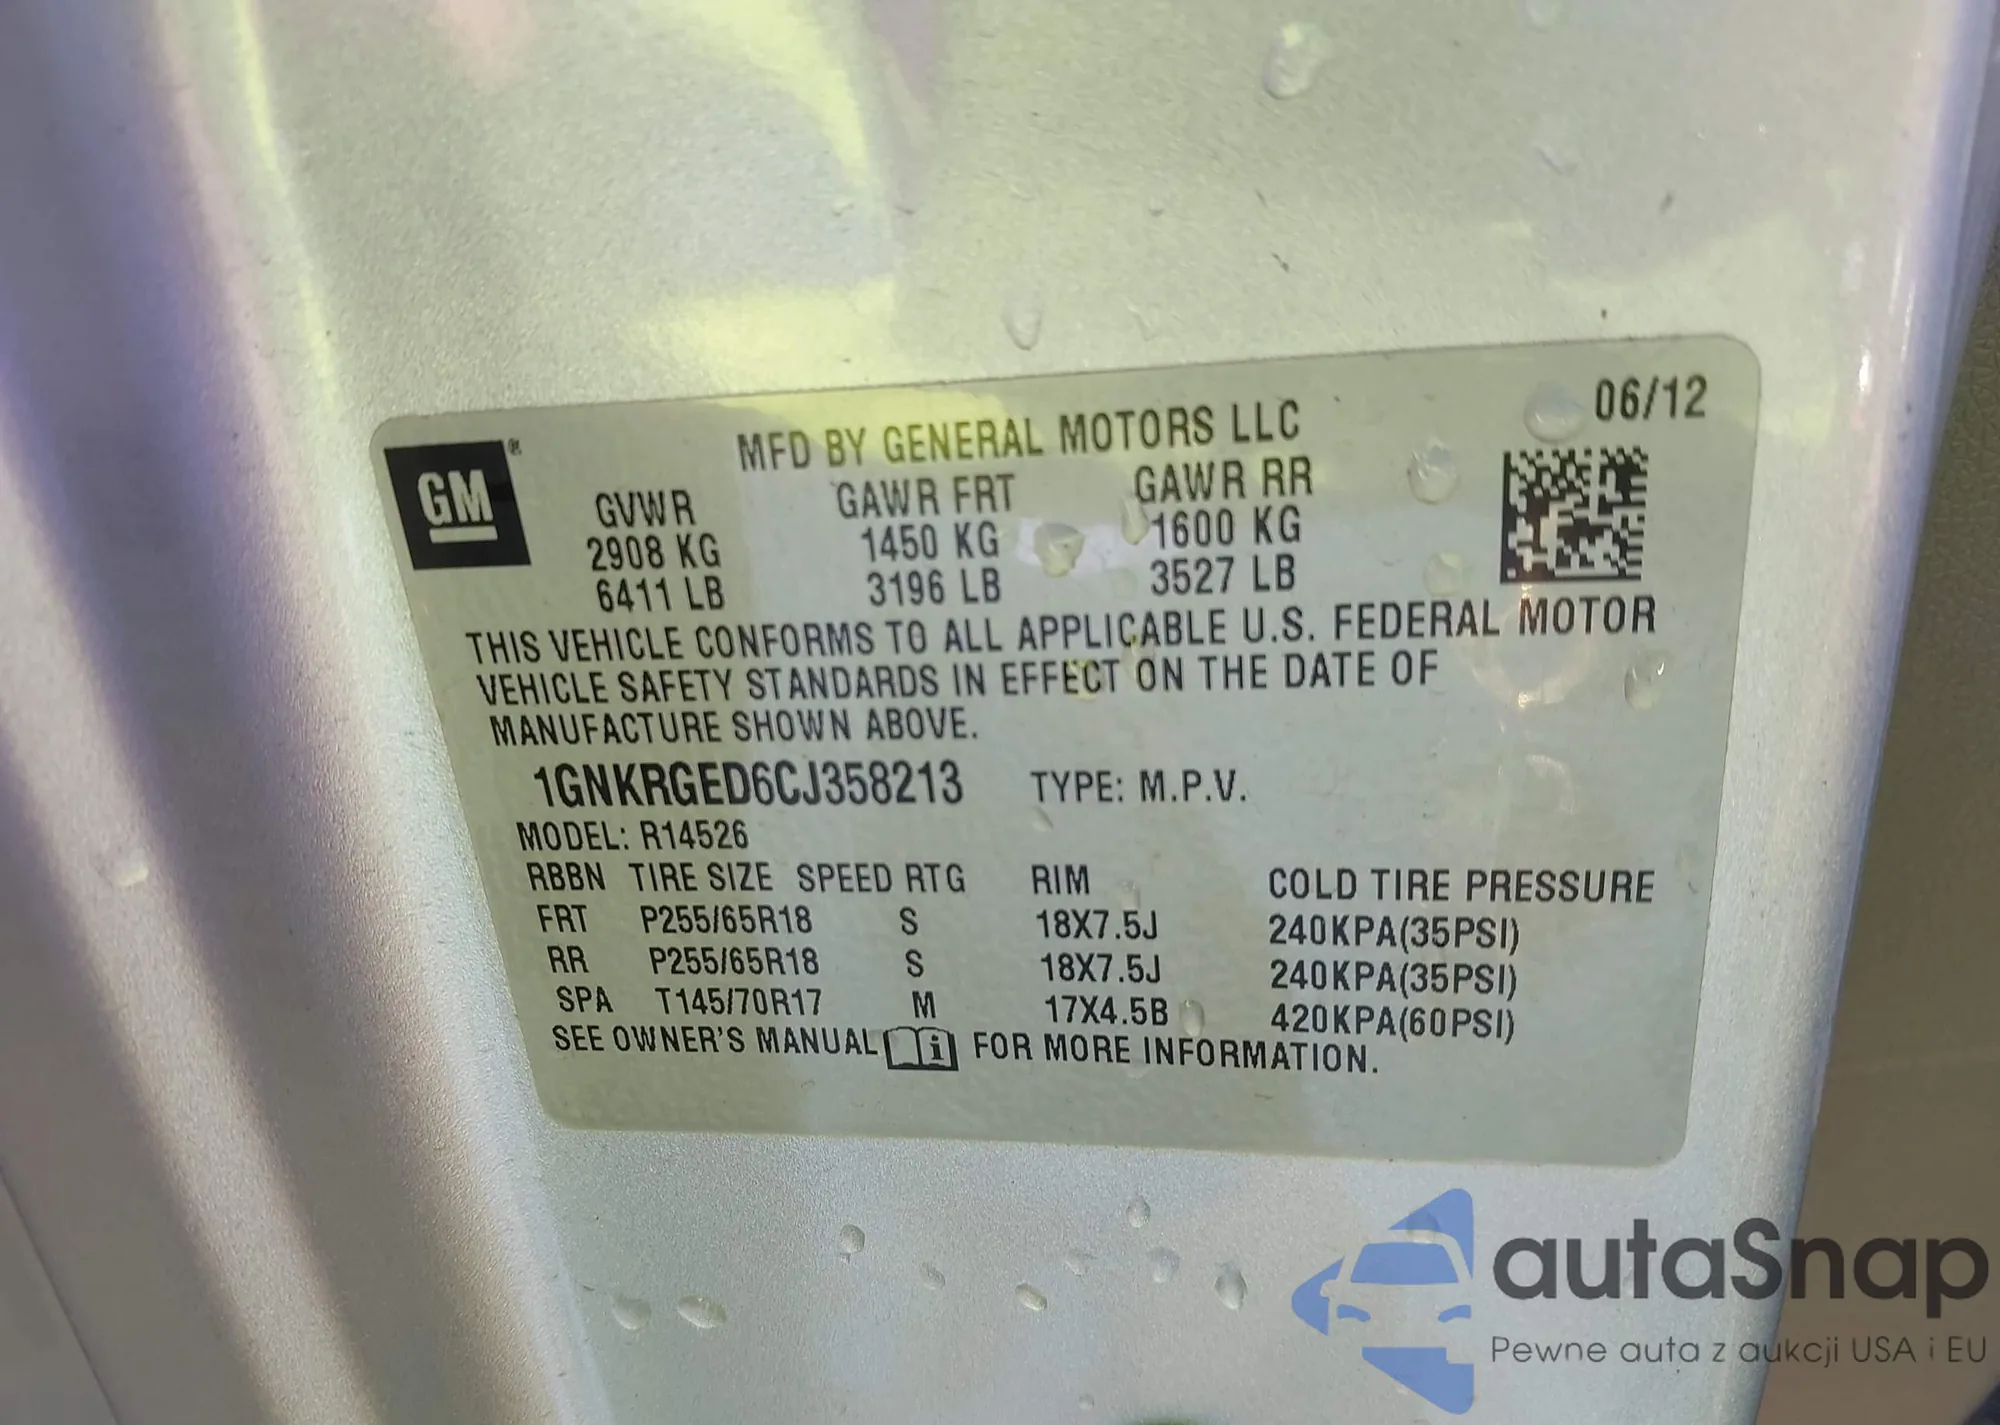 06/12
GM®
MFD BY GENERAL MOTORS LLC
GVWR GAWR FRT GAWR RR
2908 KG 1450 KG 1600 KG
6411 LB 3196 LB 3527 LB
THIS VEHICLE CONFORMS TO ALL APPLICABLE U.S. FEDERAL MOTOR
VEHICLE SAFETY STANDARDS IN EFFECT ON THE DATE OF
MANUFACTURE SHOWN ABOVE.
1GNKRGED6CJ358213 TYPE: M.P.V.
MODEL: R14526
RBBN TIRE SIZE SPEED RTG RIM COLD TIRE PRESSURE
FRT P255/65R18 S 18X7.5J 240KPA(35PSI)
RR P255/65R18 S 18X7.5J 240KPA(35PSI)
SPA T145/70R17 M 17X4.5B 420KPA(60PSI)
SEE OWNER'S MANUAL i FOR MORE INFORMATION.
autaSnap
Pewne auta z aukcji USA i EU